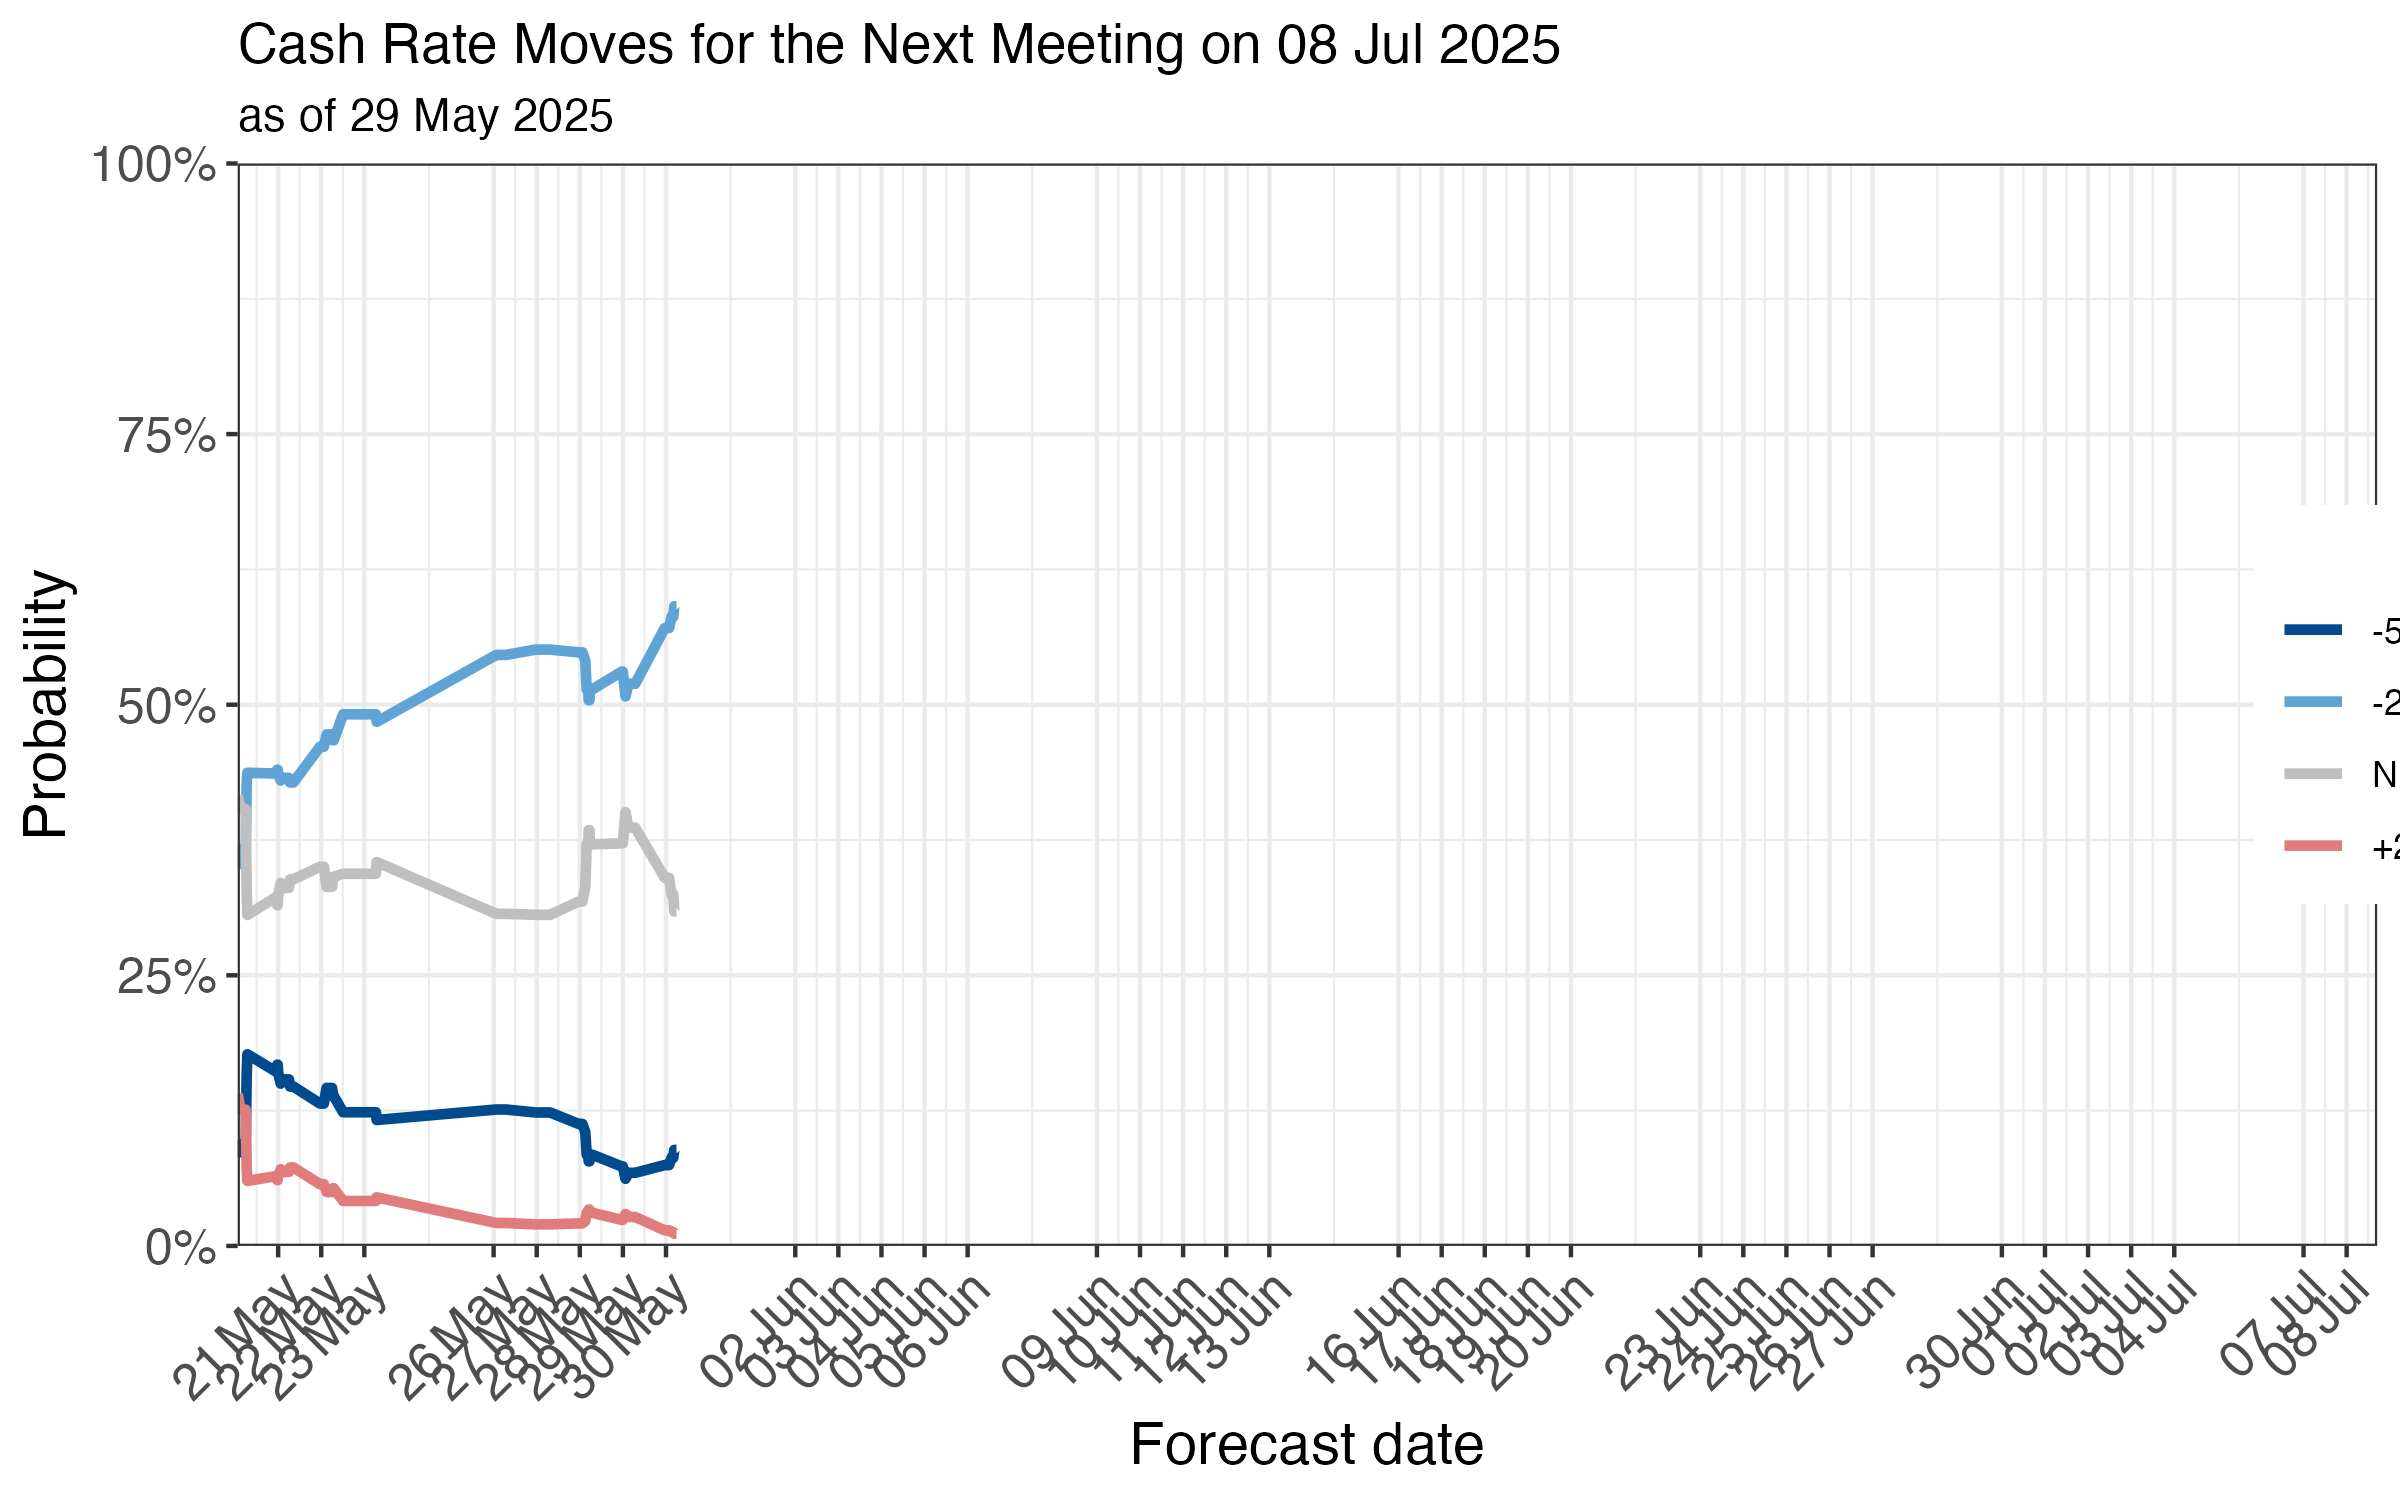 Cash Rate Moves for the Next Meeting on 08 Jul 2025
as of 29 May 2025
100%
75%
50%
25%
0%
Probability
-5
-2
N
+2
21 May
22 May
23 May
26 May
27 May
28 May
29 May
30 May
02 Jun
03 Jun
04 Jun
05 Jun
06 Jun
09 Jun
10 Jun
11 Jun
12 Jun
13 Jun
16 Jun
17 Jun
18 Jun
19 Jun
20 Jun
23 Jun
24 Jun
25 Jun
26 Jun
27 Jun
30 Jun
01 Jul
02 Jul
03 Jul
04 Jul
07 Jul
08 Jul
Forecast date